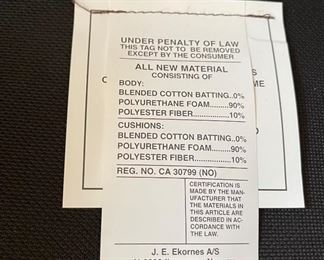 UNDER PENALTY OF LAW
THIS TAG NOT TO BE REMOVED
EXCEPT BY THE CONSUMER
ALL NEW MATERIAL
CONSISTING OF
BODY:
BLENDED COTTON BATTING..0%
POLYURETHANE FOAM.........90%
POLYESTER FIBER...............10%
CUSHIONS:
BLENDED COTTON BATTING..0%
POLYURETHANE FOAM.........90%
POLYESTER FIBER...............10%
REG. NO. CA 30799 (NO)
CERTIFICATION IS
MADE BY THE MANU-
FACTURER THAT
THE MATERIALS IN
THIS ARTICLE ARE
DESCRIBED IN AC-
CORDANCE WITH
THE LAW.
J. E. Ekornes A/S